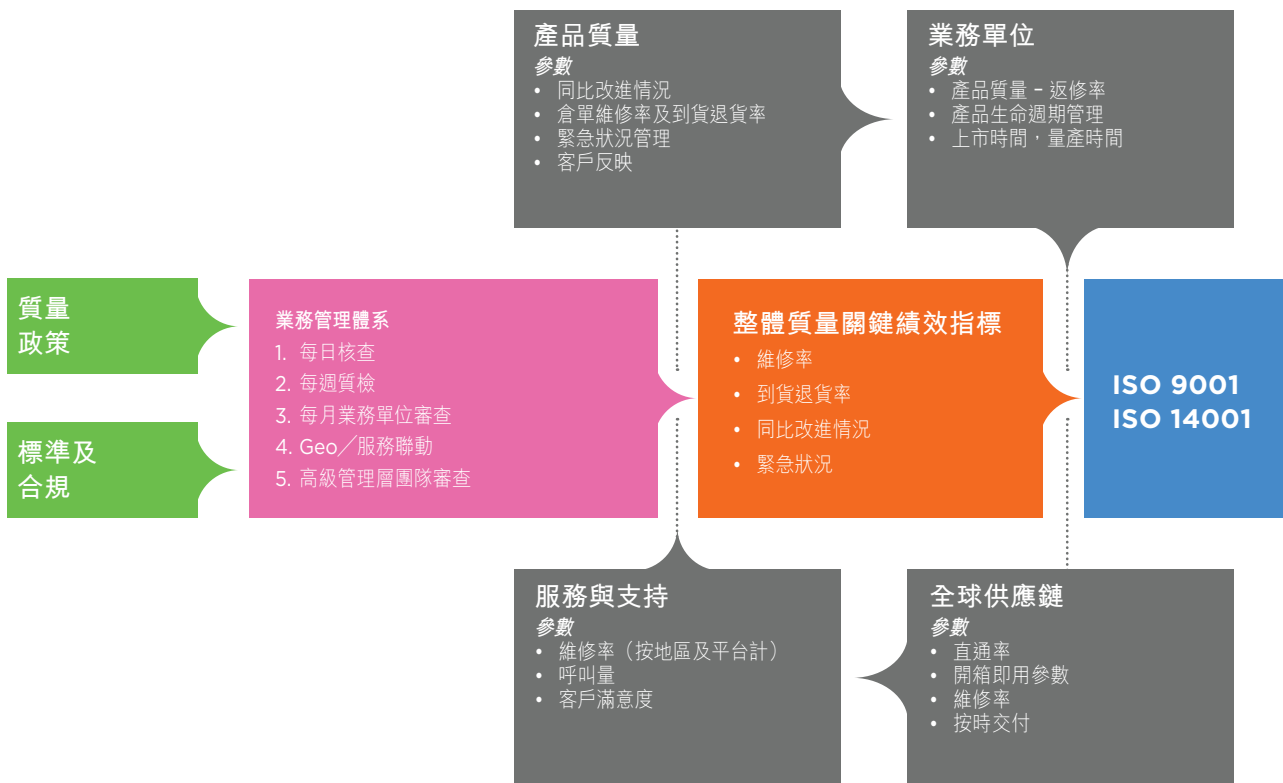 產品質量
參數
• 同比改進情況
• 倉單維修率及到貨退貨率
• 緊急狀況管理
• 客戶反映
業務單位
參數
• 產品質量 – 返修率
• 產品生命週期管理
• 上市時間，量產時間
質量
政策
標準及
合規
業務管理體系
1. 每日核查
2. 每週質檢
3. 每月業務單位審查
4. Geo╱服務聯動
5. 高級管理層團隊審查
整體質量關鍵績效指標
• 維修率
• 到貨退貨率
• 同比改進情況
• 緊急狀況
ISO 9001
ISO 14001
服務與支持
參數
• 維修率（按地區及平台計）
• 呼叫量
• 客戶滿意度
全球供應鏈
參數
• 直通率
• 開箱即用參數
• 維修率
• 按時交付